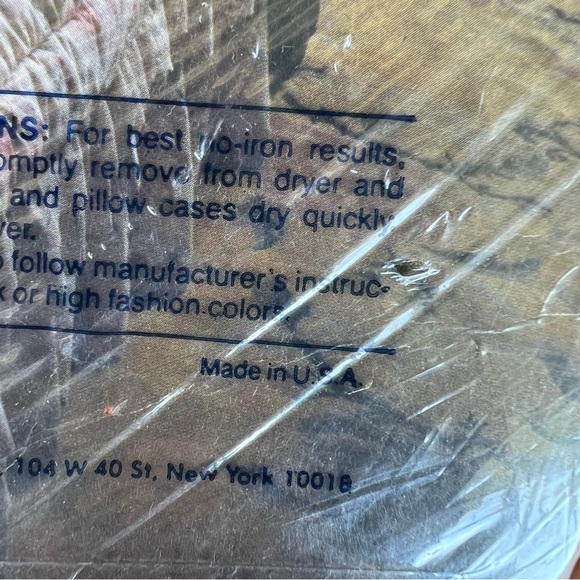 NS: For best no-iron results,
omptly remove from dryer and
and pillow cases dry quickly
yer.
o follow manufacturer's instruc-
k or high fashion colors.
Made in U.S.A.
104 W 40 St, New York 10018